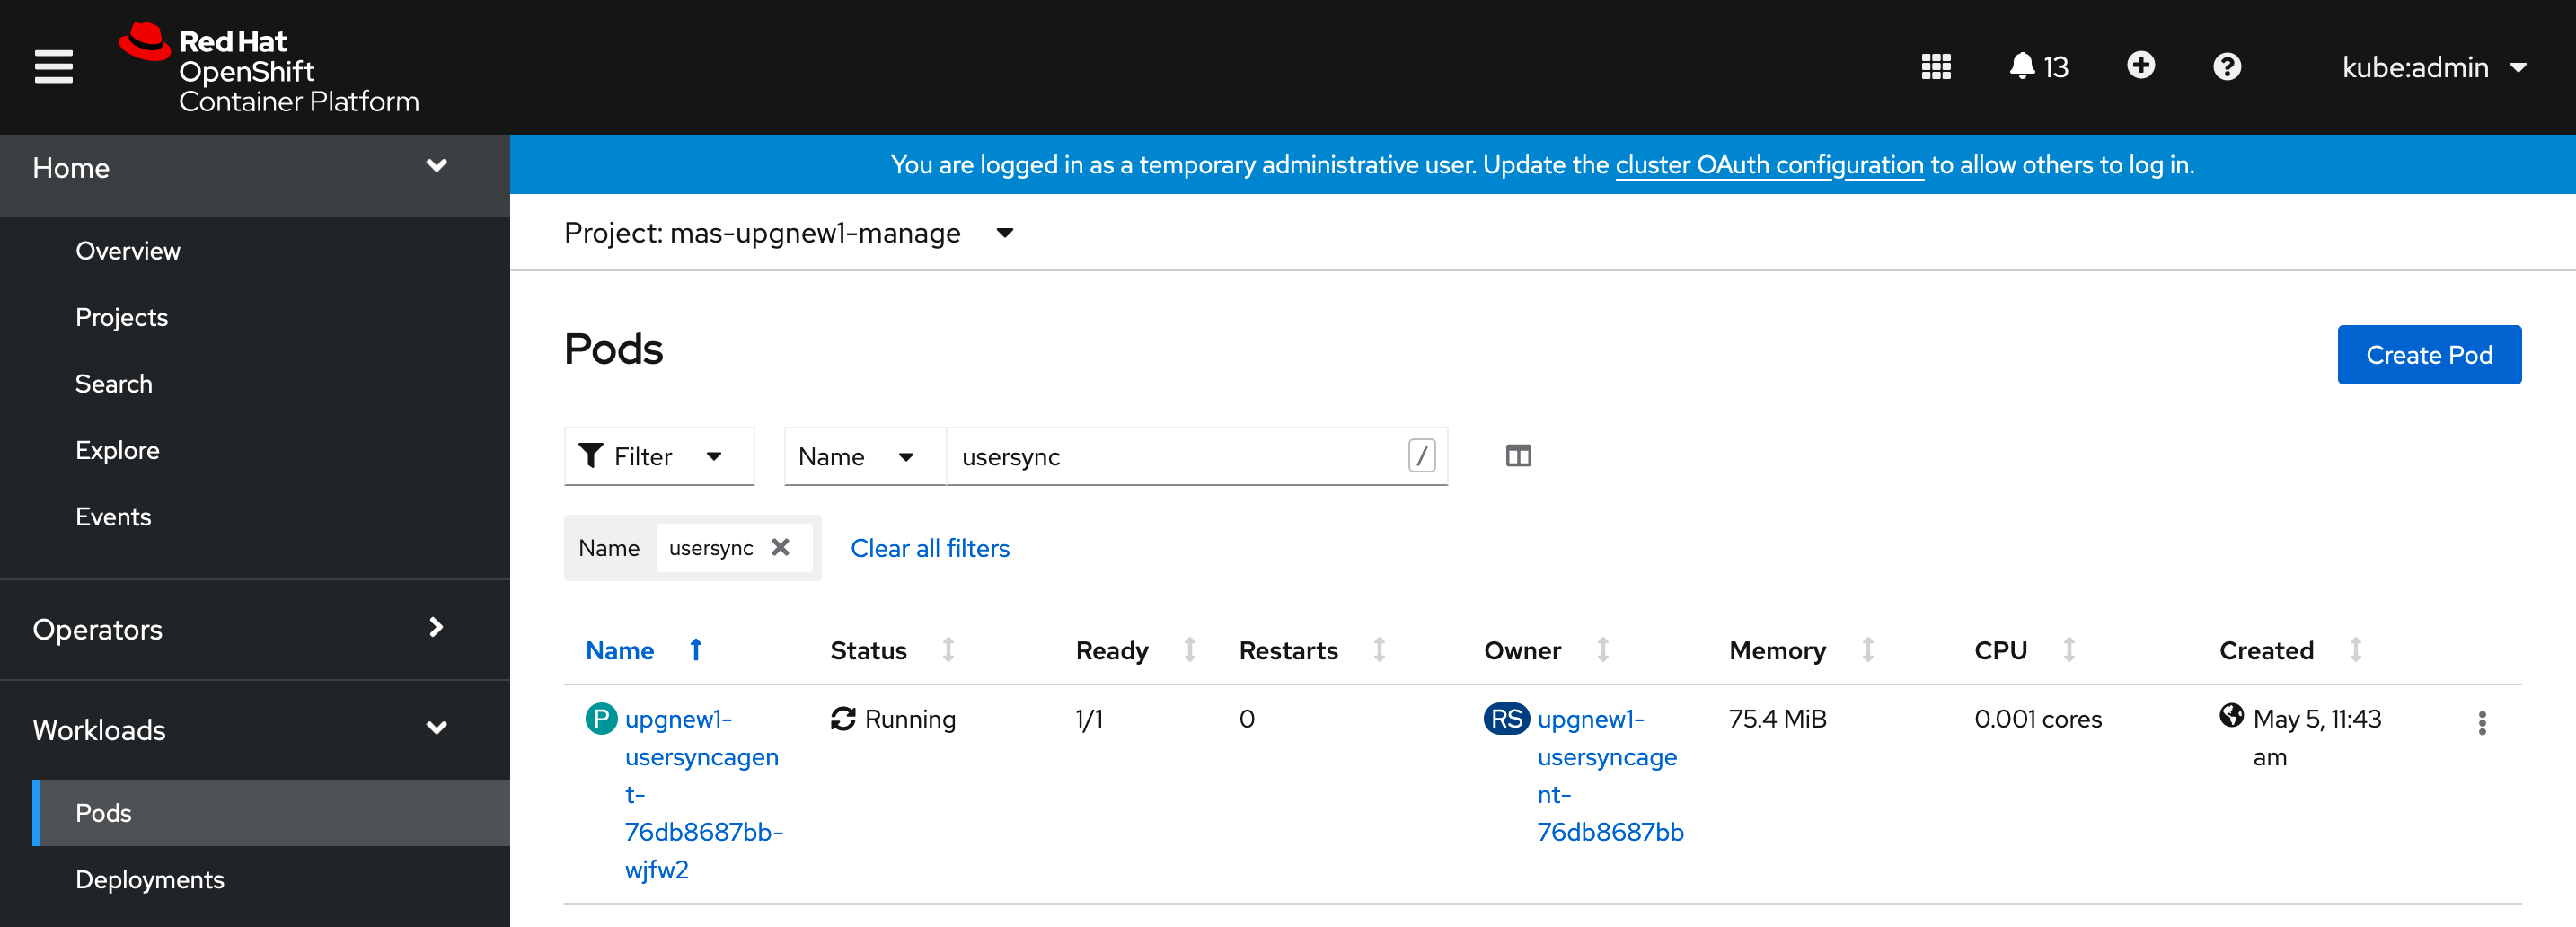 Red Hat
OpenShift
Container Platform
13
kube:admin
Home
Overview
Projects
Search
Explore
Events
Operators
Workloads
Pods
Deployments
You are logged in as a temporary administrative user. Update the cluster OAuth configuration to allow others to log in.
Project: mas-upgnew1-manage
Pods
Create Pod
Filter
Name
usersync
/
Name usersync
Clear all filters
Name Status Ready Restarts Owner Memory CPU Created
P upgnew1-
usersyncagen
t-
76db8687bb-
wjfw2
Running
1/1
0
RS upgnew1-
usersyncage
nt-
76db8687bb
75.4 MiB
0.001 cores
May 5, 11:43
am